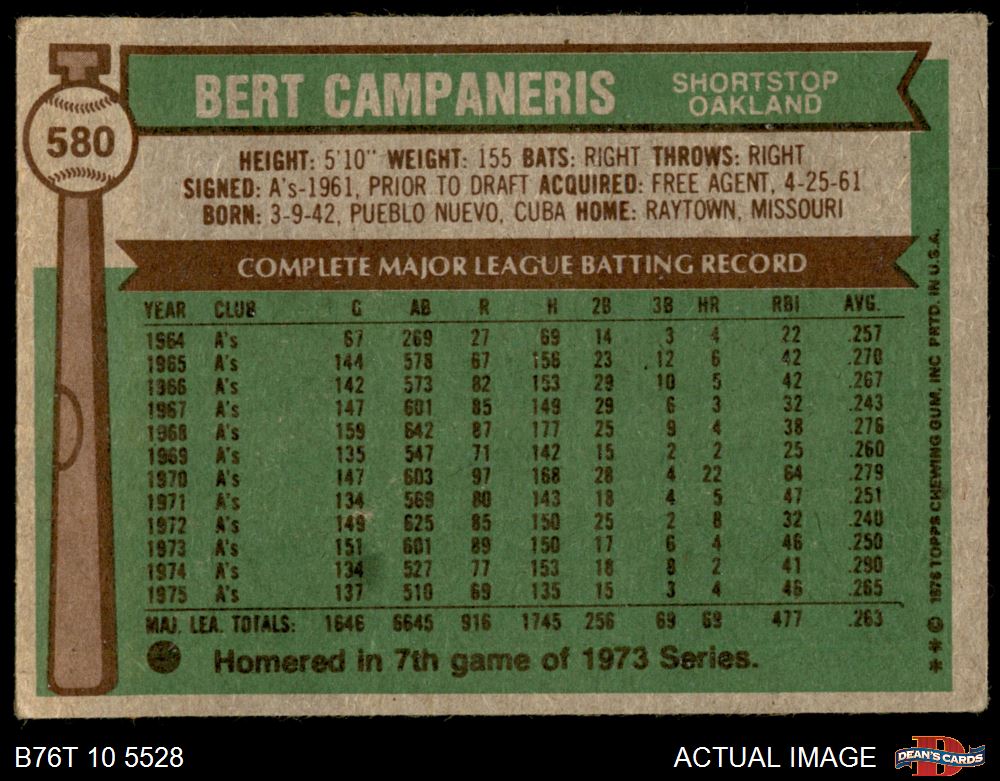 BERT CAMPANERIS
SHORTSTOP
OAKLAND
580
HEIGHT: 5'10" WEIGHT: 155 BATS: RIGHT THROWS: RIGHT
SIGNED: A's-1961, PRIOR TO DRAFT ACQUIRED: FREE AGENT, 4-25-61
BORN: 3-9-42, PUEBLO NUEVO, CUBA HOME: RAYTOWN, MISSOURI
COMPLETE MAJOR LEAGUE BATTING RECORD
YEAR CLUB G AB R H 2B 3B HR RBI AVG.
1964 A's 67 269 27 69 14 3 4 22 .257
1965 A's 144 578 67 156 23 12 6 42 .270
1966 A's 142 573 82 153 29 10 5 42 .267
1967 A's 147 601 85 149 29 6 3 32 .243
1968 A's 159 642 87 177 25 9 4 38 .276
1969 A's 135 547 71 142 15 2 2 25 .260
1970 A's 147 603 97 168 28 4 22 64 .279
1971 A's 134 569 80 143 18 4 5 47 .251
1972 A's 149 625 85 150 25 2 8 32 .240
1973 A's 151 601 89 150 17 6 4 46 .250
1974 A's 134 527 77 153 18 8 2 41 .290
1975 A's 137 510 69 135 15 3 4 46 .265
MAJ. LEA. TOTALS: 1646 6645 916 1745 256 69 69 477 .263
Homered in 7th game of 1973 Series.
***© 1976 TOPPS CHEWING GUM, INC PRTD. IN U.S.A.
B76T 10 5528
ACTUAL IMAGE
DEAN'S CARDS